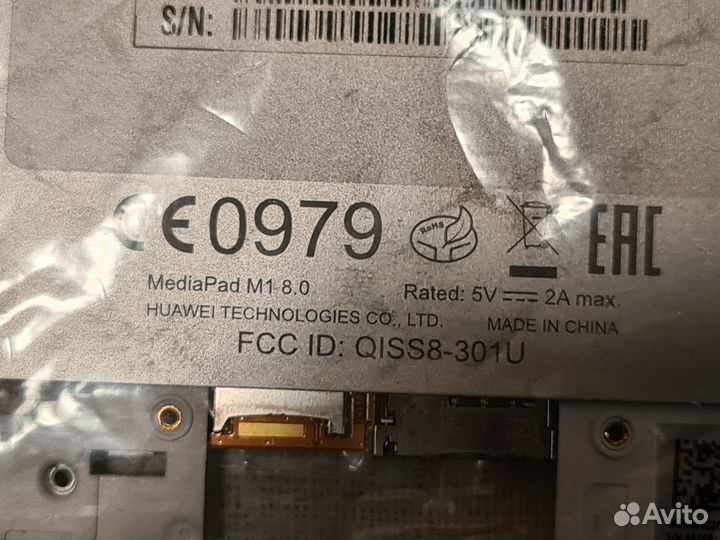 S/N:
CE0979 RoHS EAC
MediaPad M1 8.0 Rated: 5V 2A max.
HUAWEI TECHNOLOGIES CO., LTD. MADE IN CHINA
FCC ID: QISS8-301U
Avito